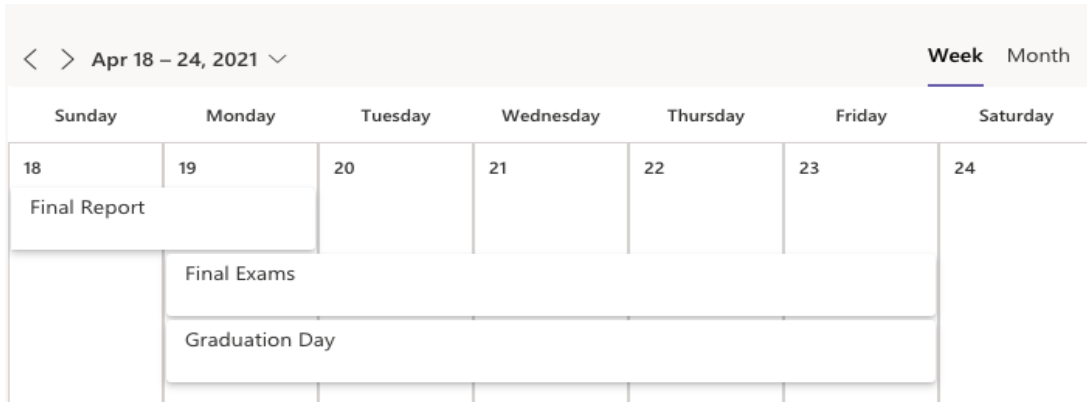 Apr 18 – 24, 2021
Week Month
Sunday Monday Tuesday Wednesday Thursday Friday Saturday
18 19 20 21 22 23 24
Final Report
Final Exams
Graduation Day